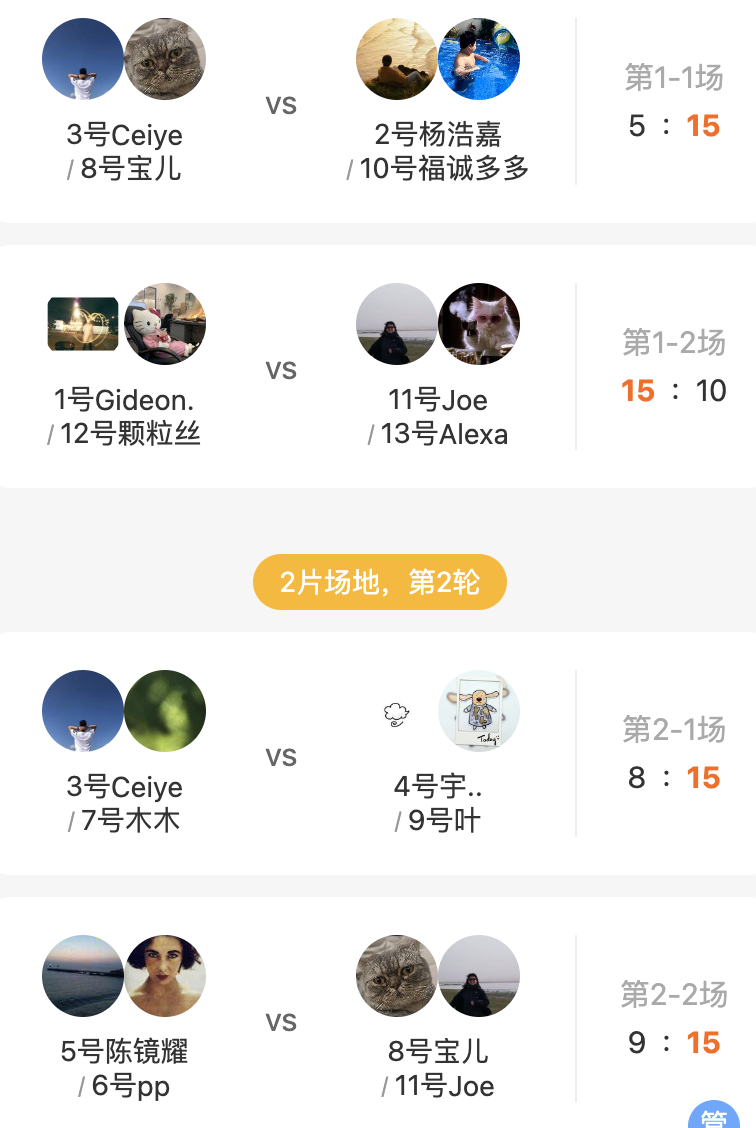 3号Ceiye
/ 8号宝儿
VS
2号杨浩嘉
/ 10号福诚多多
第1-1场
5 : 15
1号Gideon.
/ 12号颗粒丝
VS
11号Joe
/ 13号Alexa
第1-2场
15 : 10
2片场地，第2轮
3号Ceiye
/ 7号木木
VS
Today
4号宇..
/ 9号叶
第2-1场
8 : 15
5号陈镜耀
/ 6号pp
VS
8号宝儿
/ 11号Joe
第2-2场
9 : 15
管